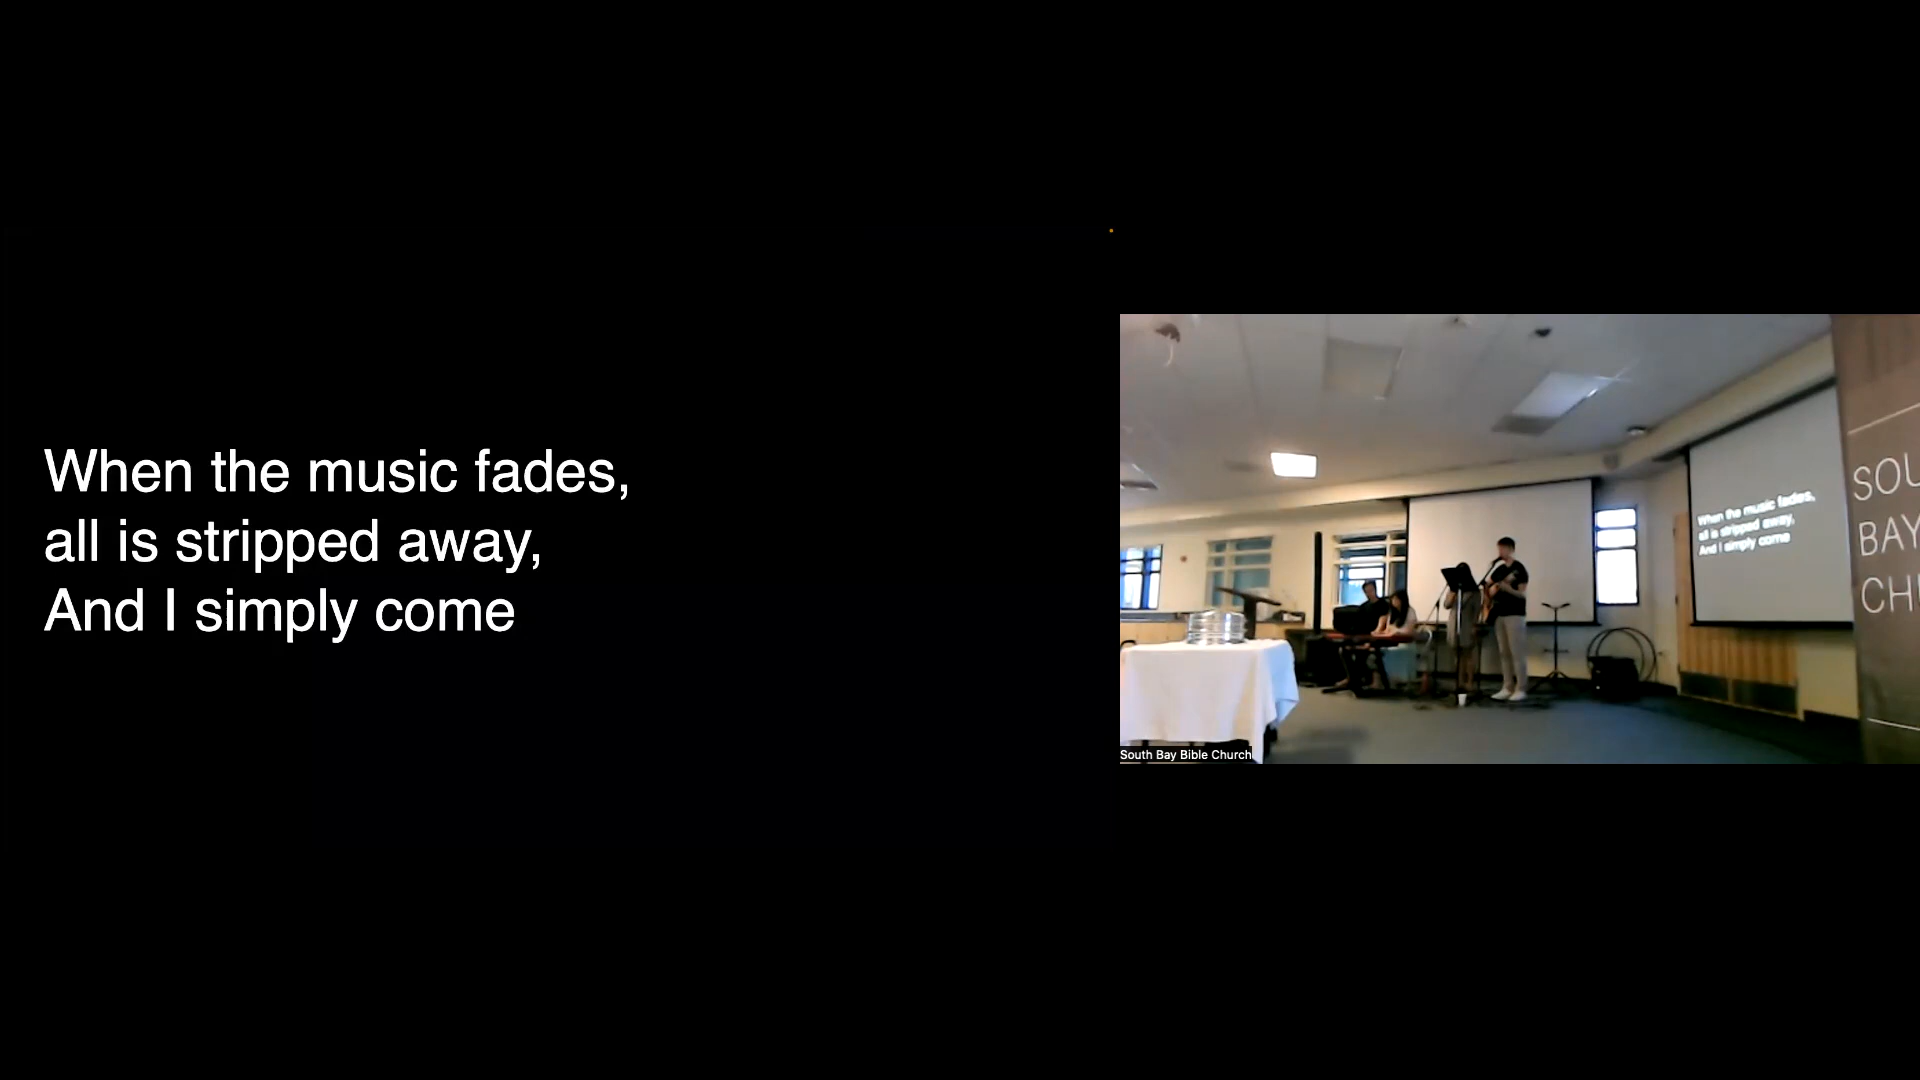 When the music fades,
all is stripped away,
And I simply come
When the music fades,
all is stripped away,
And I simply come
SOU
BAY
CH
South Bay Bible Church